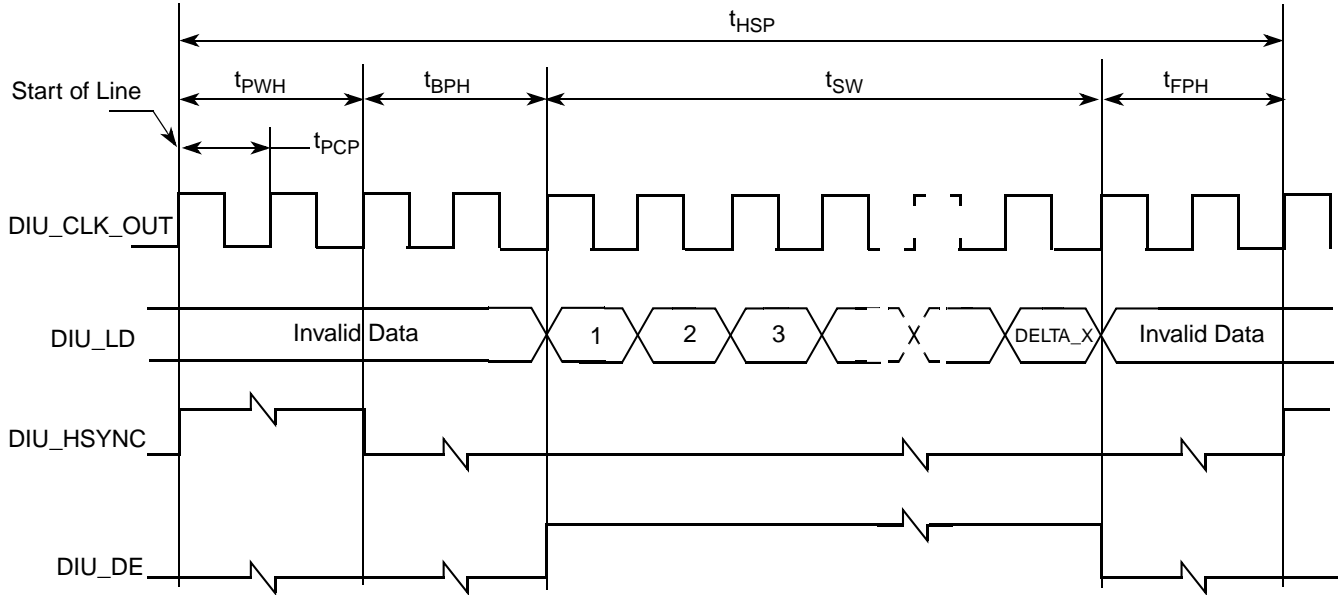 tHSP
tPWH tBPH tSW tFPH
Start of Line
tPCP
DIU_CLK_OUT
DIU_LD Invalid Data 1 2 3 DELTA_X Invalid Data
DIU_HSYNC
DIU_DE